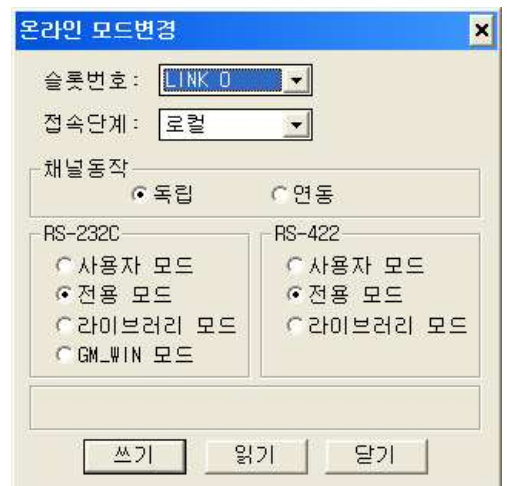 온라인 모드변경
슬롯번호: LINK 0
접속단계: 로컬
채널동작
독립 연동
RS-232C RS-422
사용자 모드 사용자 모드
전용 모드 전용 모드
라이브러리 모드 라이브러리 모드
GM_WIN 모드
쓰기 읽기 닫기